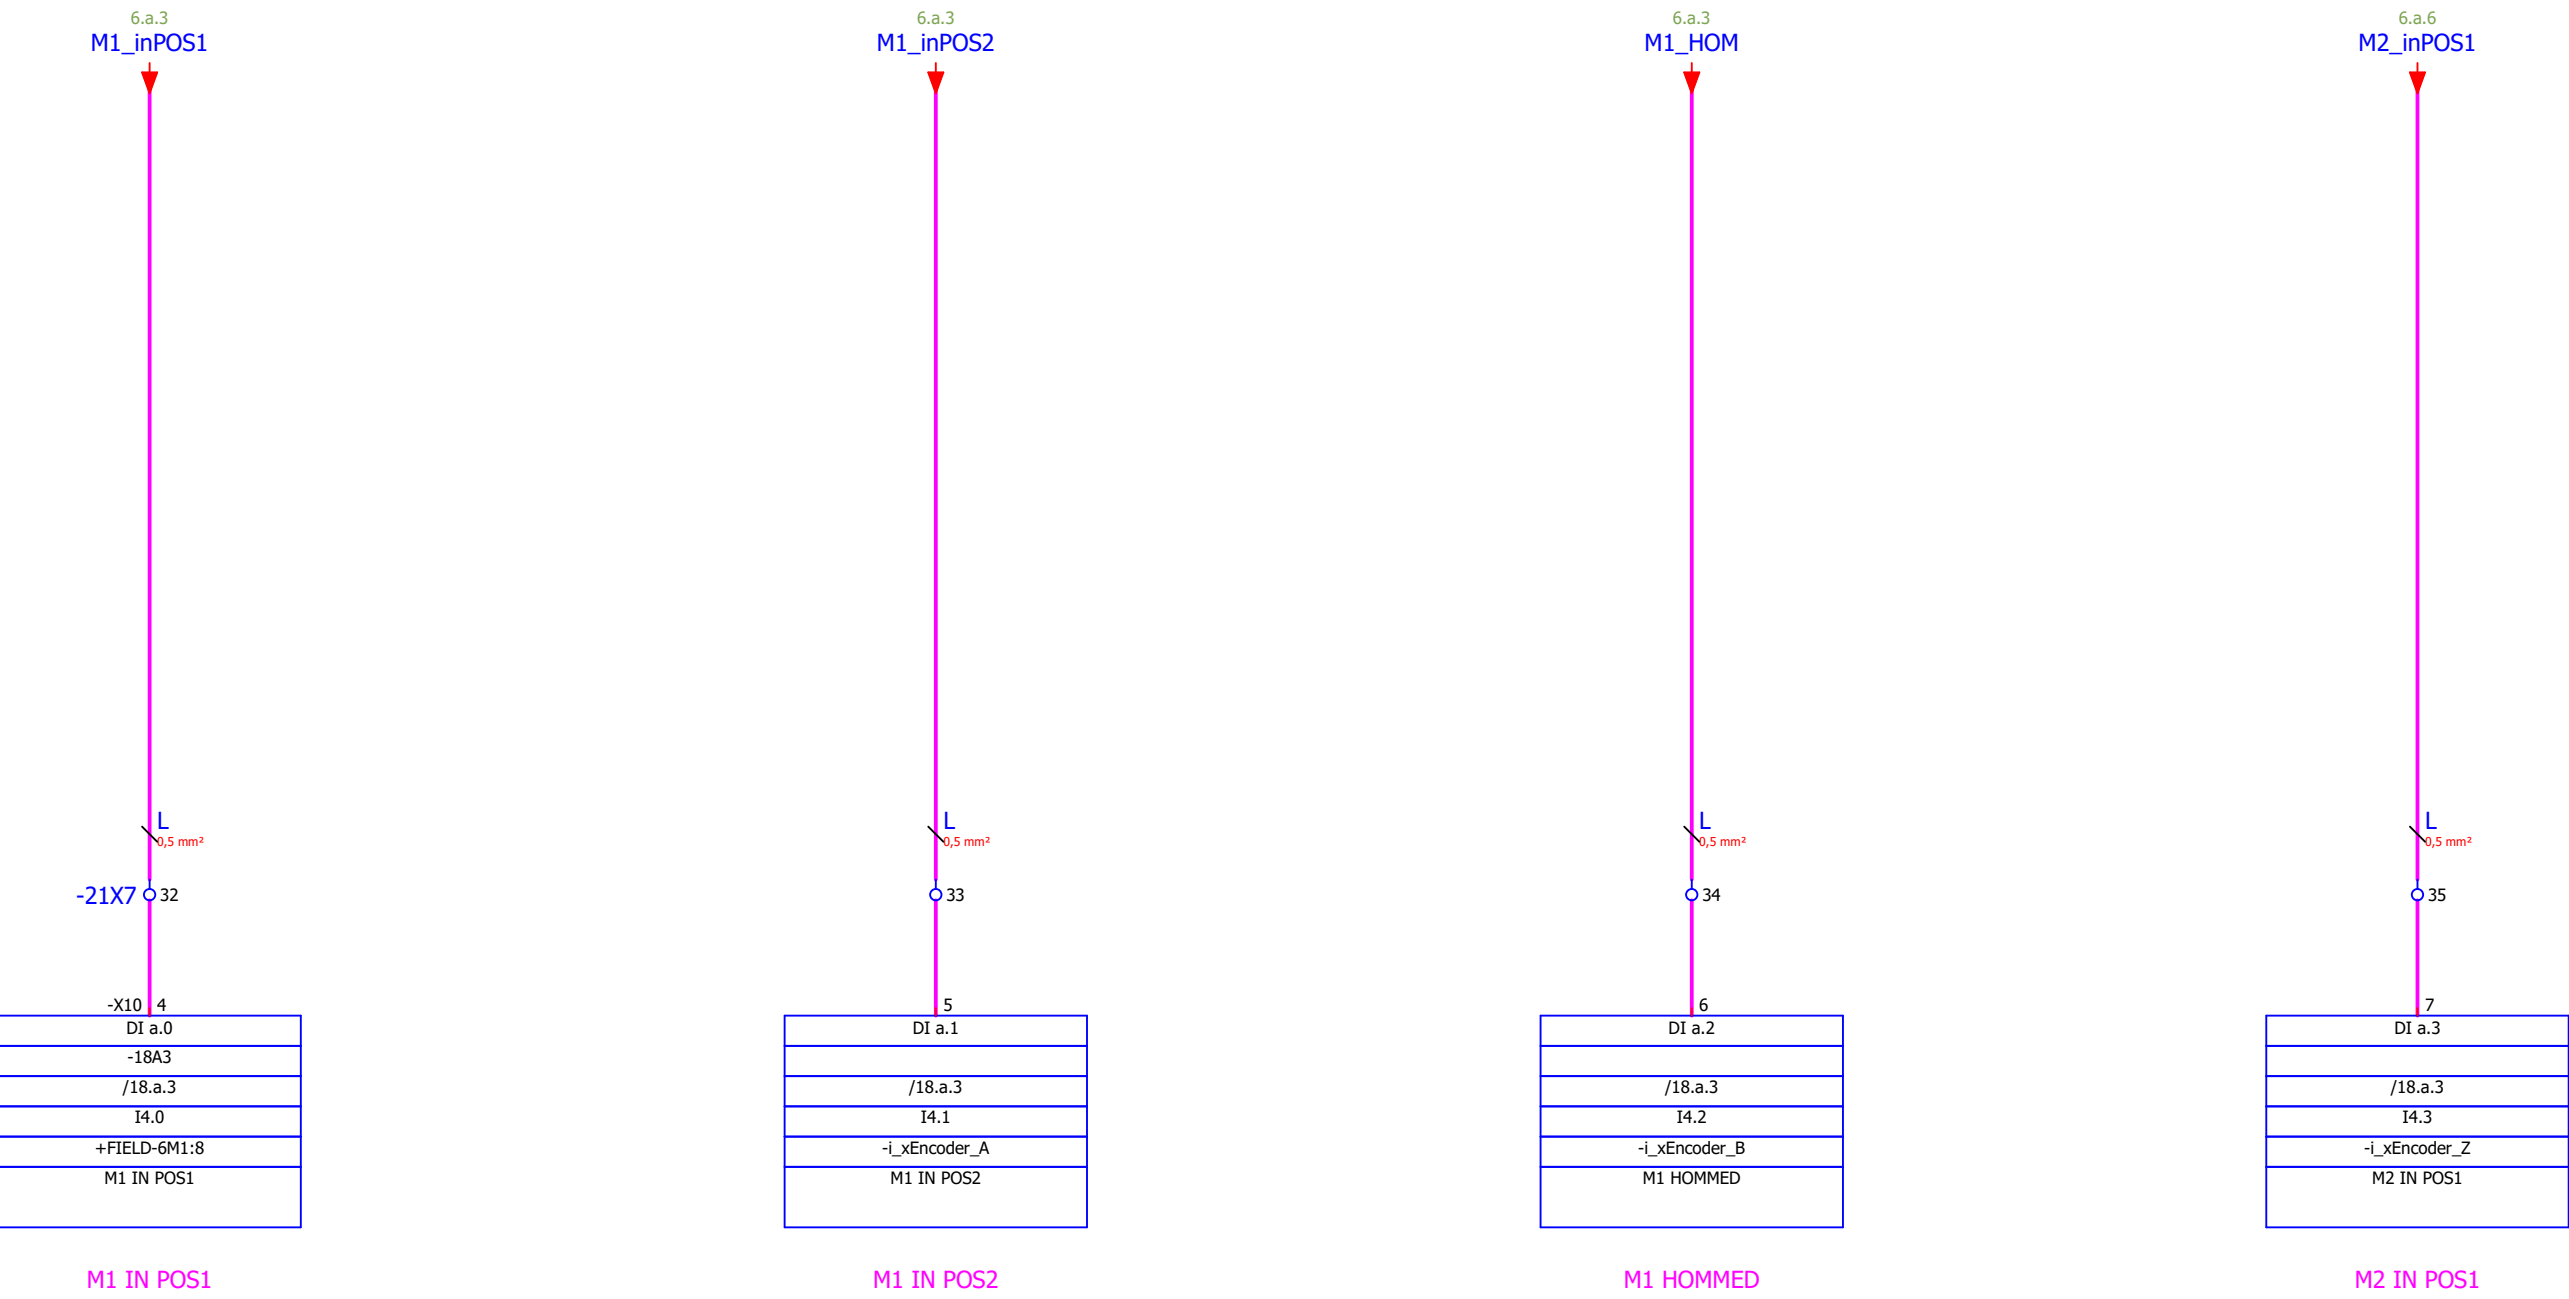 6.a.3 6.a.3 6.a.3 6.a.6
M1_inPOS1 M1_inPOS2 M1_HOM M2_inPOS1
L L L L
0,5 mm² 0,5 mm² 0,5 mm² 0,5 mm²
-21X7 32 33 34 35
-X10 4 5 6 7
DI a.0 DI a.1 DI a.2 DI a.3
-18A3
/18.a.3 /18.a.3 /18.a.3 /18.a.3
I4.0 I4.1 I4.2 I4.3
+FIELD-6M1:8 -i_xEncoder_A -i_xEncoder_B -i_xEncoder_Z
M1 IN POS1 M1 IN POS2 M1 HOMMED M2 IN POS1
M1 IN POS1 M1 IN POS2 M1 HOMMED M2 IN POS1